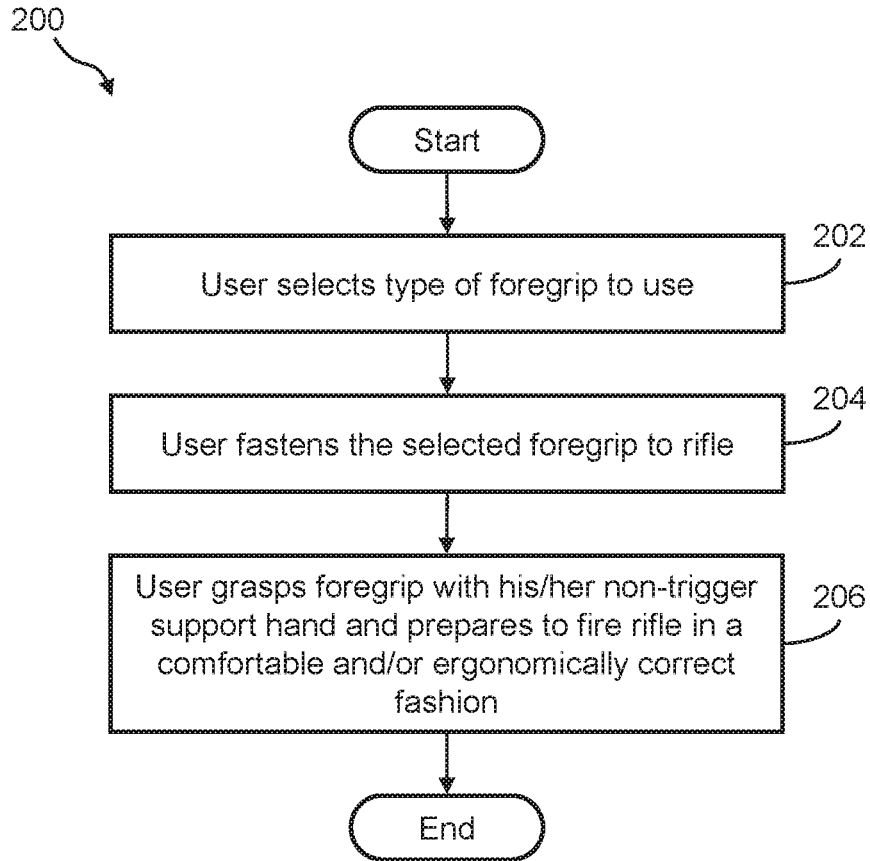 200
Start
202
User selects type of foregrip to use
204
User fastens the selected foregrip to rifle
User grasps foregrip with his/her non-trigger
support hand and prepares to fire rifle in a
comfortable and/or ergonomically correct
fashion
206
End